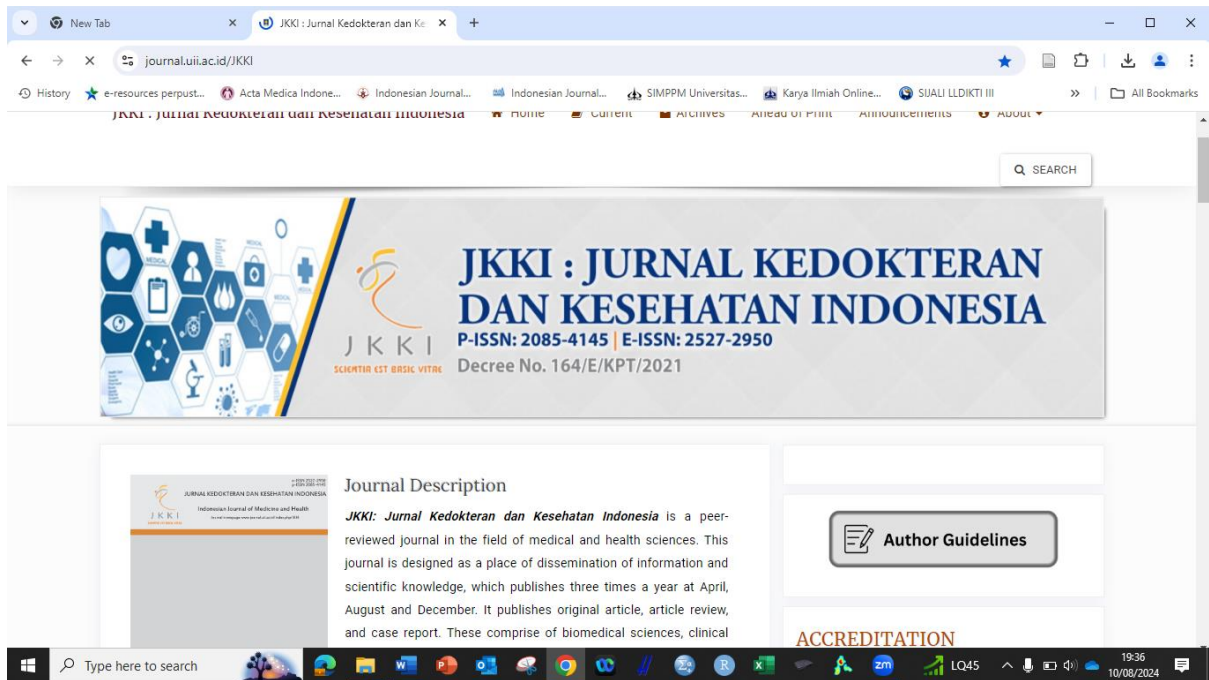 New Tab
JKKI : Jurnal Kedokteran dan Ke
journal.uii.ac.id/JKKI
History
e-resources perpust...
Acta Medica Indone...
Indonesian Journal...
Indonesian Journal...
SIMPPM Universitas...
Karya Ilmiah Online...
SIJALI LLDIKTI III
All Bookmarks
JKKI : Jurnal Kedokteran dan Kesehatan Indonesia
Home
Current
Archives
Ahead of Print
Announcements
About
SEARCH
MEDICAL
JKKI
SCIENTIA EST BASIC VITAE
JKKI : JURNAL KEDOKTERAN
DAN KESEHATAN INDONESIA
P-ISSN: 2085-4145 | E-ISSN: 2527-2950
Decree No. 164/E/KPT/2021
JURNAL KEDOKTERAN DAN KESEHATAN INDONESIA
Indonesian Journal of Medicine and Health
JKKI
Journal Description
JKKI: Jurnal Kedokteran dan Kesehatan Indonesia is a peer-
reviewed journal in the field of medical and health sciences. This
journal is designed as a place of dissemination of information and
scientific knowledge, which publishes three times a year at April,
August and December. It publishes original article, article review,
and case report. These comprise of biomedical sciences, clinical
Author Guidelines
ACCREDITATION
Type here to search
zm
LQ45
19:36
10/08/2024